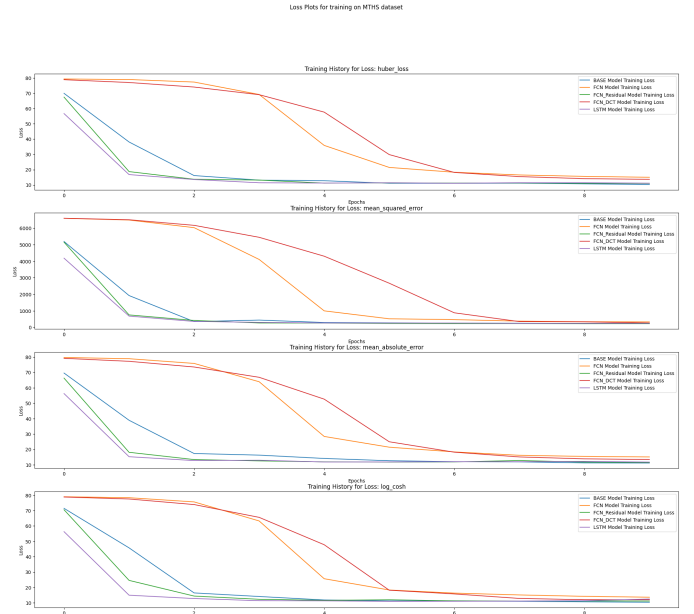 Loss Plots for training on MTHS dataset
Training History for Loss: huber_loss
80
70
60
50
40
30
20
10
Loss
BASE Model Training Loss
FCN Model Training Loss
FCN_Residual Model Training Loss
FCN_DCT Model Training Loss
LSTM Model Training Loss
0
2
4
6
8
Epochs
Training History for Loss: mean_squared_error
6000
5000
4000
3000
2000
1000
0
Loss
BASE Model Training Loss
FCN Model Training Loss
FCN_Residual Model Training Loss
FCN_DCT Model Training Loss
LSTM Model Training Loss
0
2
4
6
8
Epochs
Training History for Loss: mean_absolute_error
80
70
60
50
40
30
20
10
Loss
BASE Model Training Loss
FCN Model Training Loss
FCN_Residual Model Training Loss
FCN_DCT Model Training Loss
LSTM Model Training Loss
0
2
4
6
8
Epochs
Training History for Loss: log_cosh
80
70
60
50
40
30
20
10
Loss
BASE Model Training Loss
FCN Model Training Loss
FCN_Residual Model Training Loss
FCN_DCT Model Training Loss
LSTM Model Training Loss